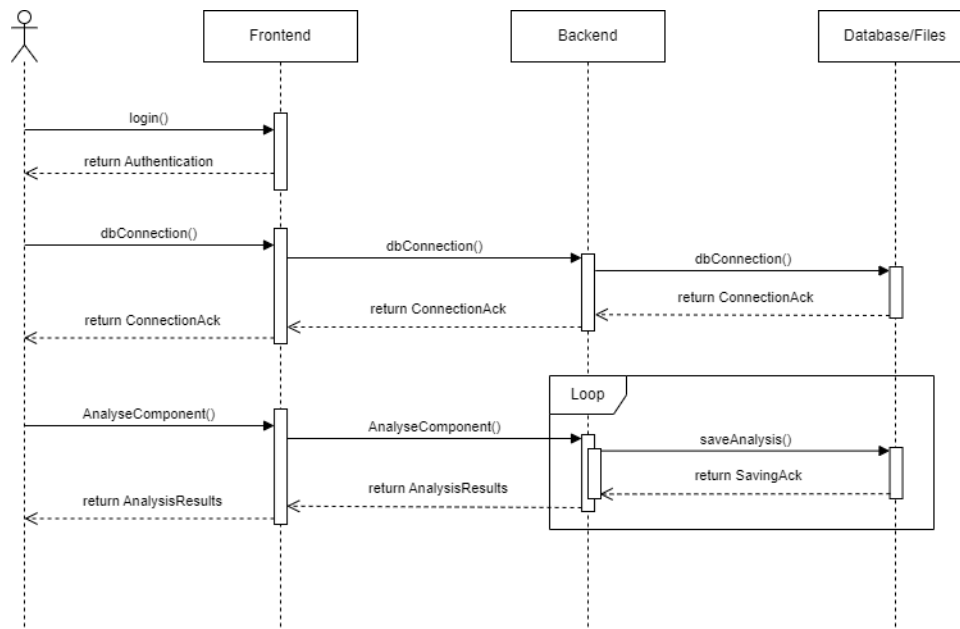 Frontend
Backend
Database/Files
login()
return Authentication
dbConnection()
dbConnection()
dbConnection()
return ConnectionAck
return ConnectionAck
return ConnectionAck
Loop
AnalyseComponent()
AnalyseComponent()
saveAnalysis()
return SavingAck
return AnalysisResults
return AnalysisResults